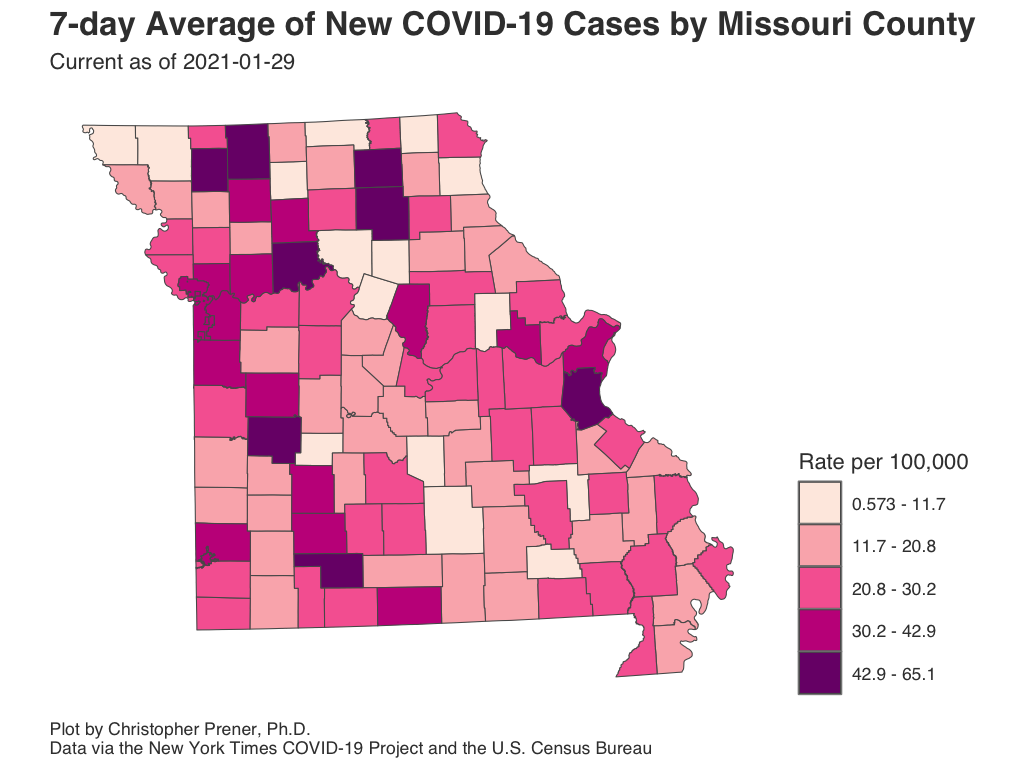 7-day Average of New COVID-19 Cases by Missouri County
Current as of 2021-01-29
Rate per 100,000
0.573 - 11.7
11.7 - 20.8
20.8 - 30.2
30.2 - 42.9
42.9 - 65.1
Plot by Christopher Prener, Ph.D.
Data via the New York Times COVID-19 Project and the U.S. Census Bureau